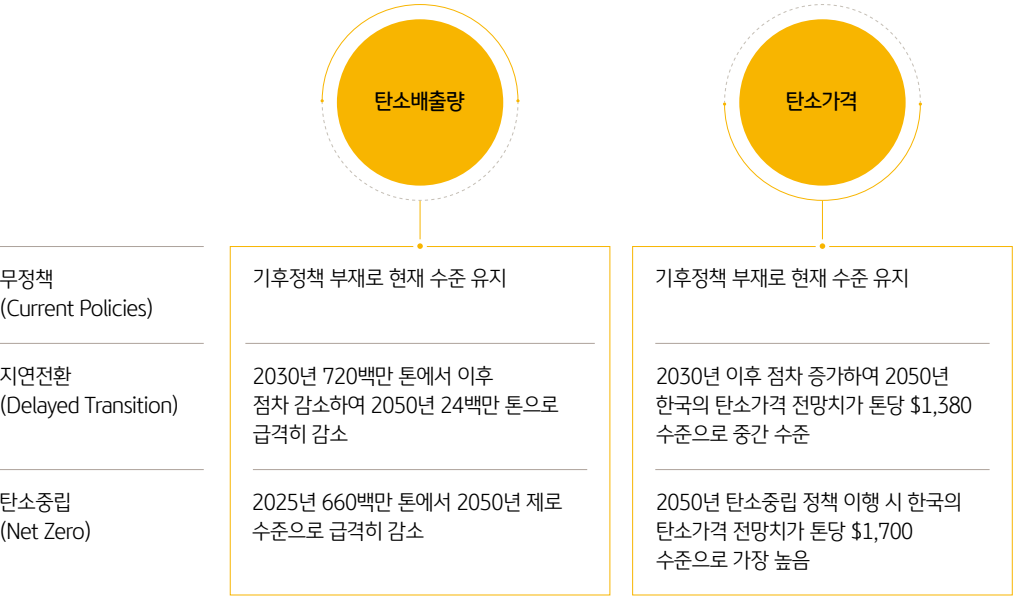 탄소배출량
탄소가격
무정책
(Current Policies)
기후정책 부재로 현재 수준 유지
기후정책 부재로 현재 수준 유지
지연전환
(Delayed Transition)
2030년 720백만 톤에서 이후
점차 감소하여 2050년 24백만 톤으로
급격히 감소
2030년 이후 점차 증가하여 2050년
한국의 탄소가격 전망치가 톤당 $1,380
수준으로 중간 수준
탄소중립
(Net Zero)
2025년 660백만 톤에서 2050년 제로
수준으로 급격히 감소
2050년 탄소중립 정책 이행 시 한국의
탄소가격 전망치가 톤당 $1,700
수준으로 가장 높음